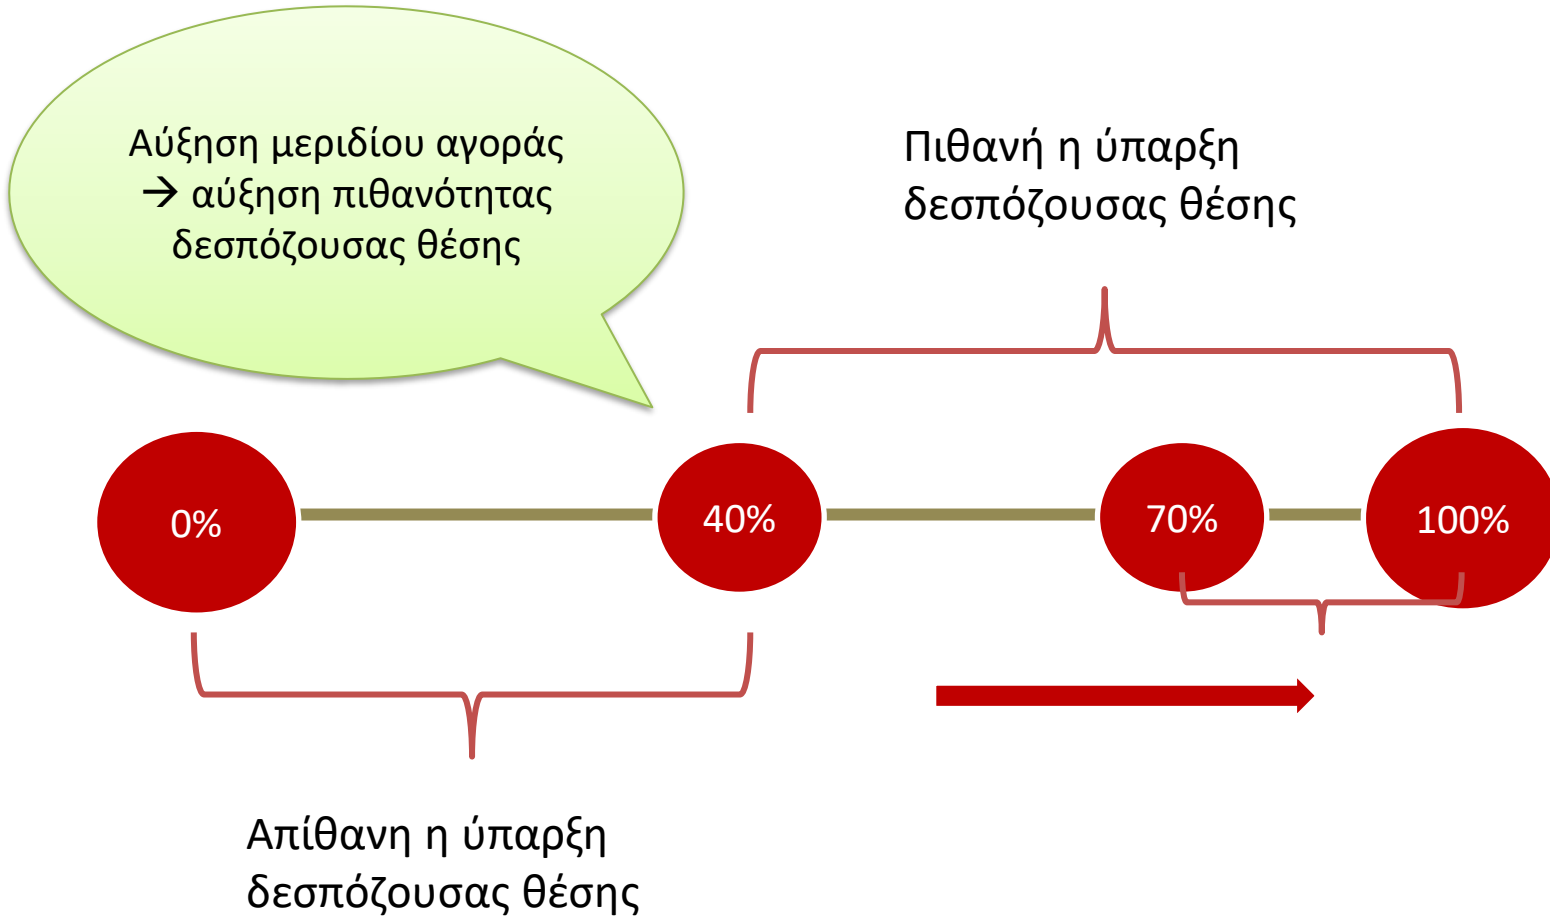 Αύξηση μεριδίου αγοράς
→ αύξηση πιθανότητας
δεσπόζουσας θέσης
Πιθανή η ύπαρξη
δεσπόζουσας θέσης
0%
40%
70%
100%
Απίθανη η ύπαρξη
δεσπόζουσας θέσης